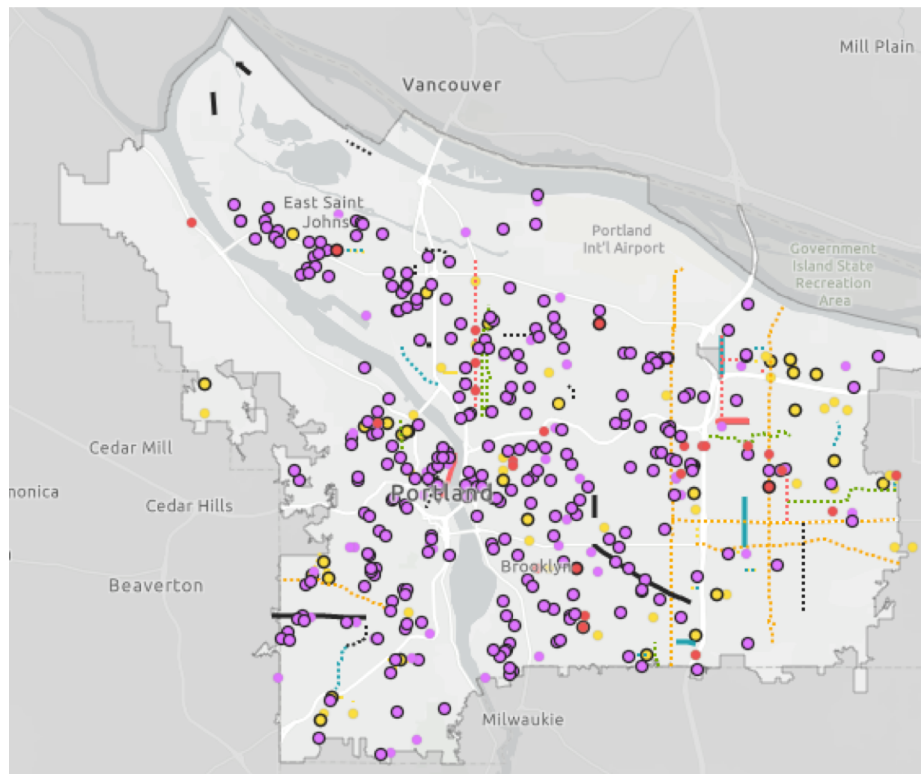 Mill Plain
Vancouver
East Saint
Johns
Portland
Int'l Airport
Government
Island State
Recreation
Area
Cedar Mill
nonica
Portland
Cedar Hills
Brooklyn
Beaverton
Milwaukie